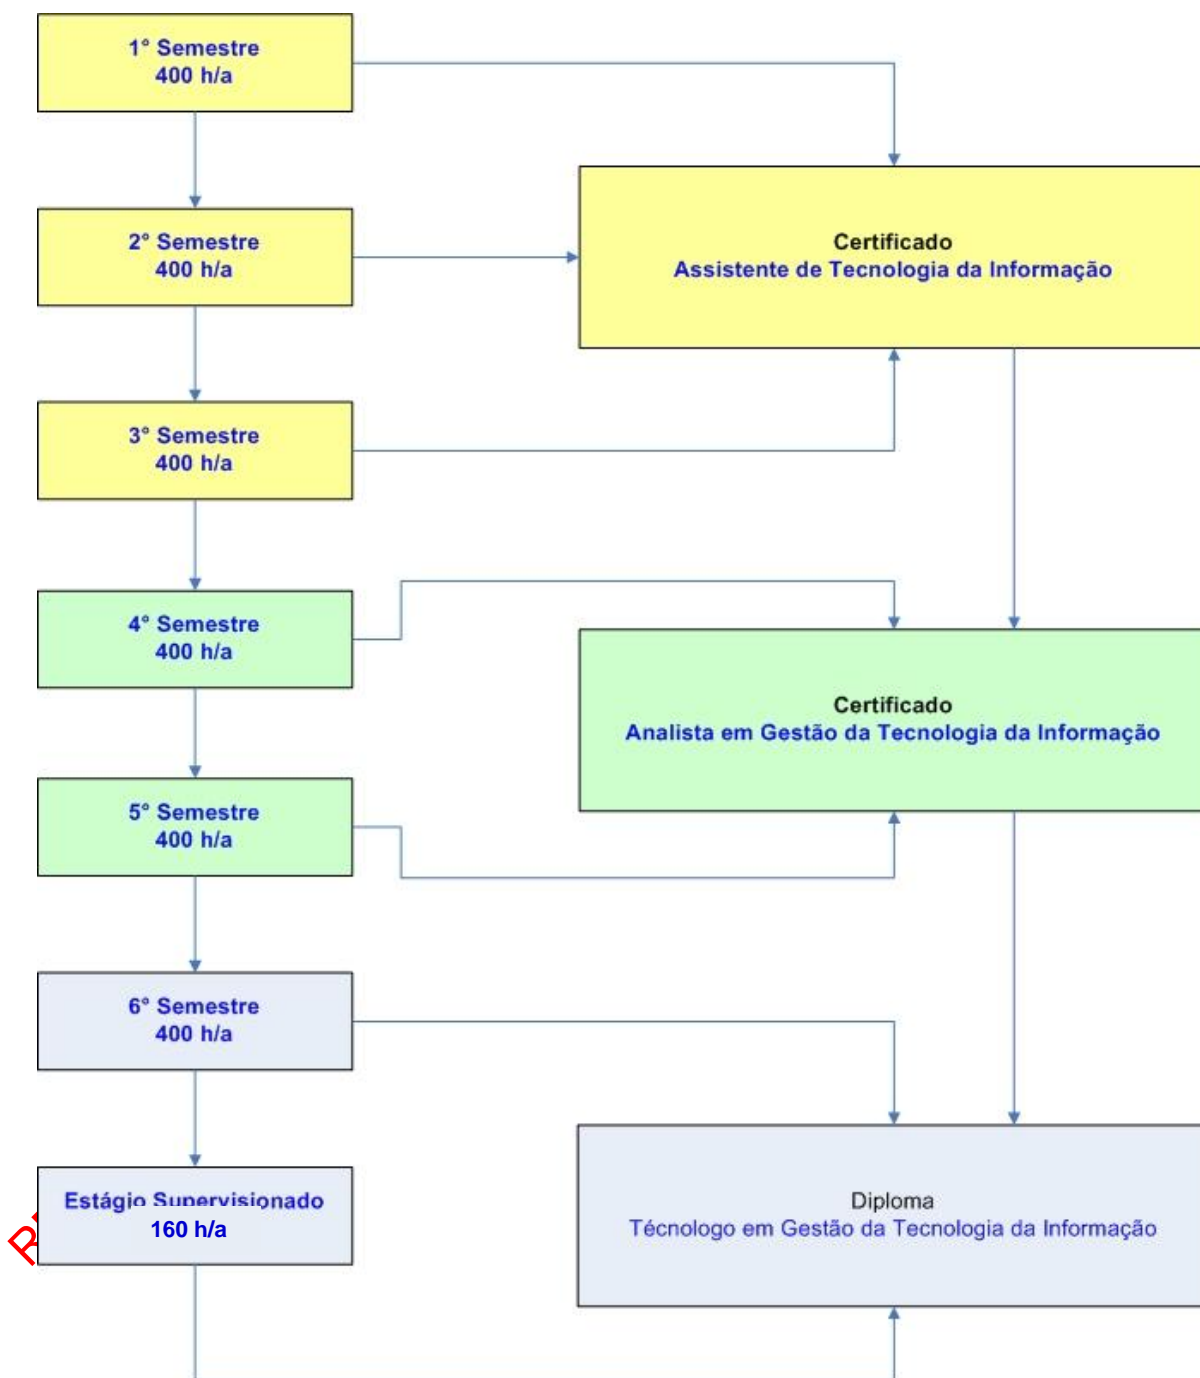 1° Semestre
400 h/a
2° Semestre
400 h/a
Certificado
Assistente de Tecnologia da Informação
3° Semestre
400 h/a
4° Semestre
400 h/a
Certificado
Analista em Gestão da Tecnologia da Informação
5° Semestre
400 h/a
6° Semestre
400 h/a
Estágio Supervisionado
160 h/a
Diploma
Técnologo em Gestão da Tecnologia da Informação